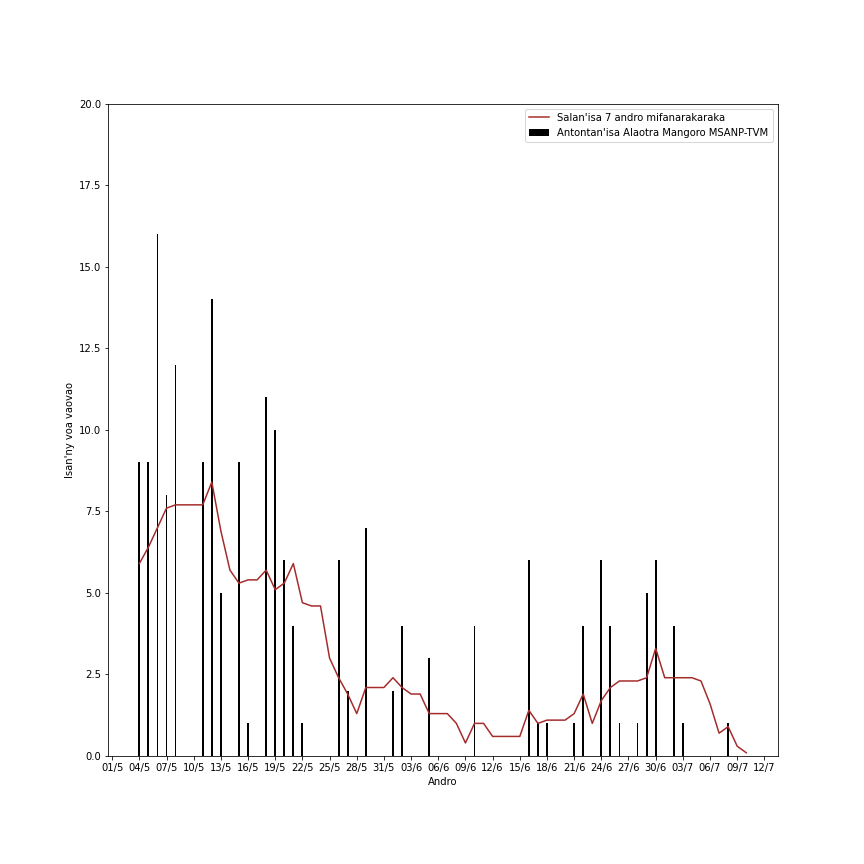 Salan'isa 7 andro mifanarakaraka
Antontan'isa Alaotra Mangoro MSANP-TVM
20.0
17.5
15.0
12.5
10.0
7.5
5.0
2.5
0.0
Isan'ny voa vaovao
01/5 04/5 07/5 10/5 13/5 16/5 19/5 22/5 25/5 28/5 31/5 03/6 06/6 09/6 12/6 15/6 18/6 21/6 24/6 27/6 30/6 03/7 06/7 09/7 12/7
Andro